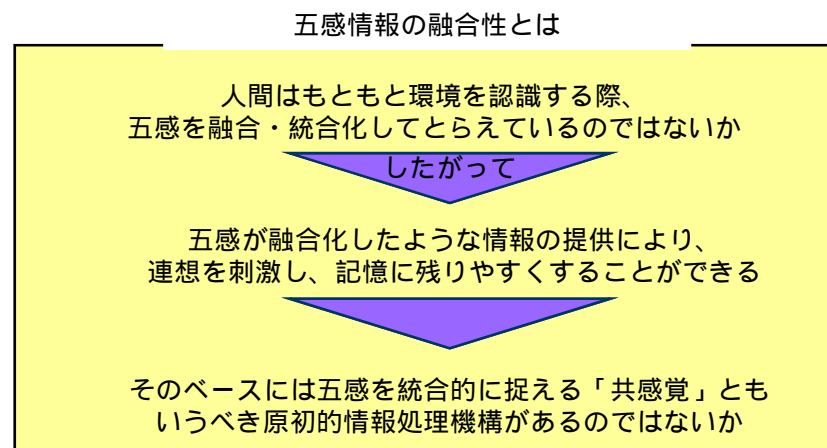 五感情報の融合性とは
人間はもともと環境を認識する際、
五感を融合・統合化してとらえているのではないか
したがって
五感が融合化したような情報の提供により、
連想を刺激し、記憶に残りやすくすることができる
そのベースには五感を統合的に捉える「共感覚」とも
いうべき原初的情報処理機構があるのではないか